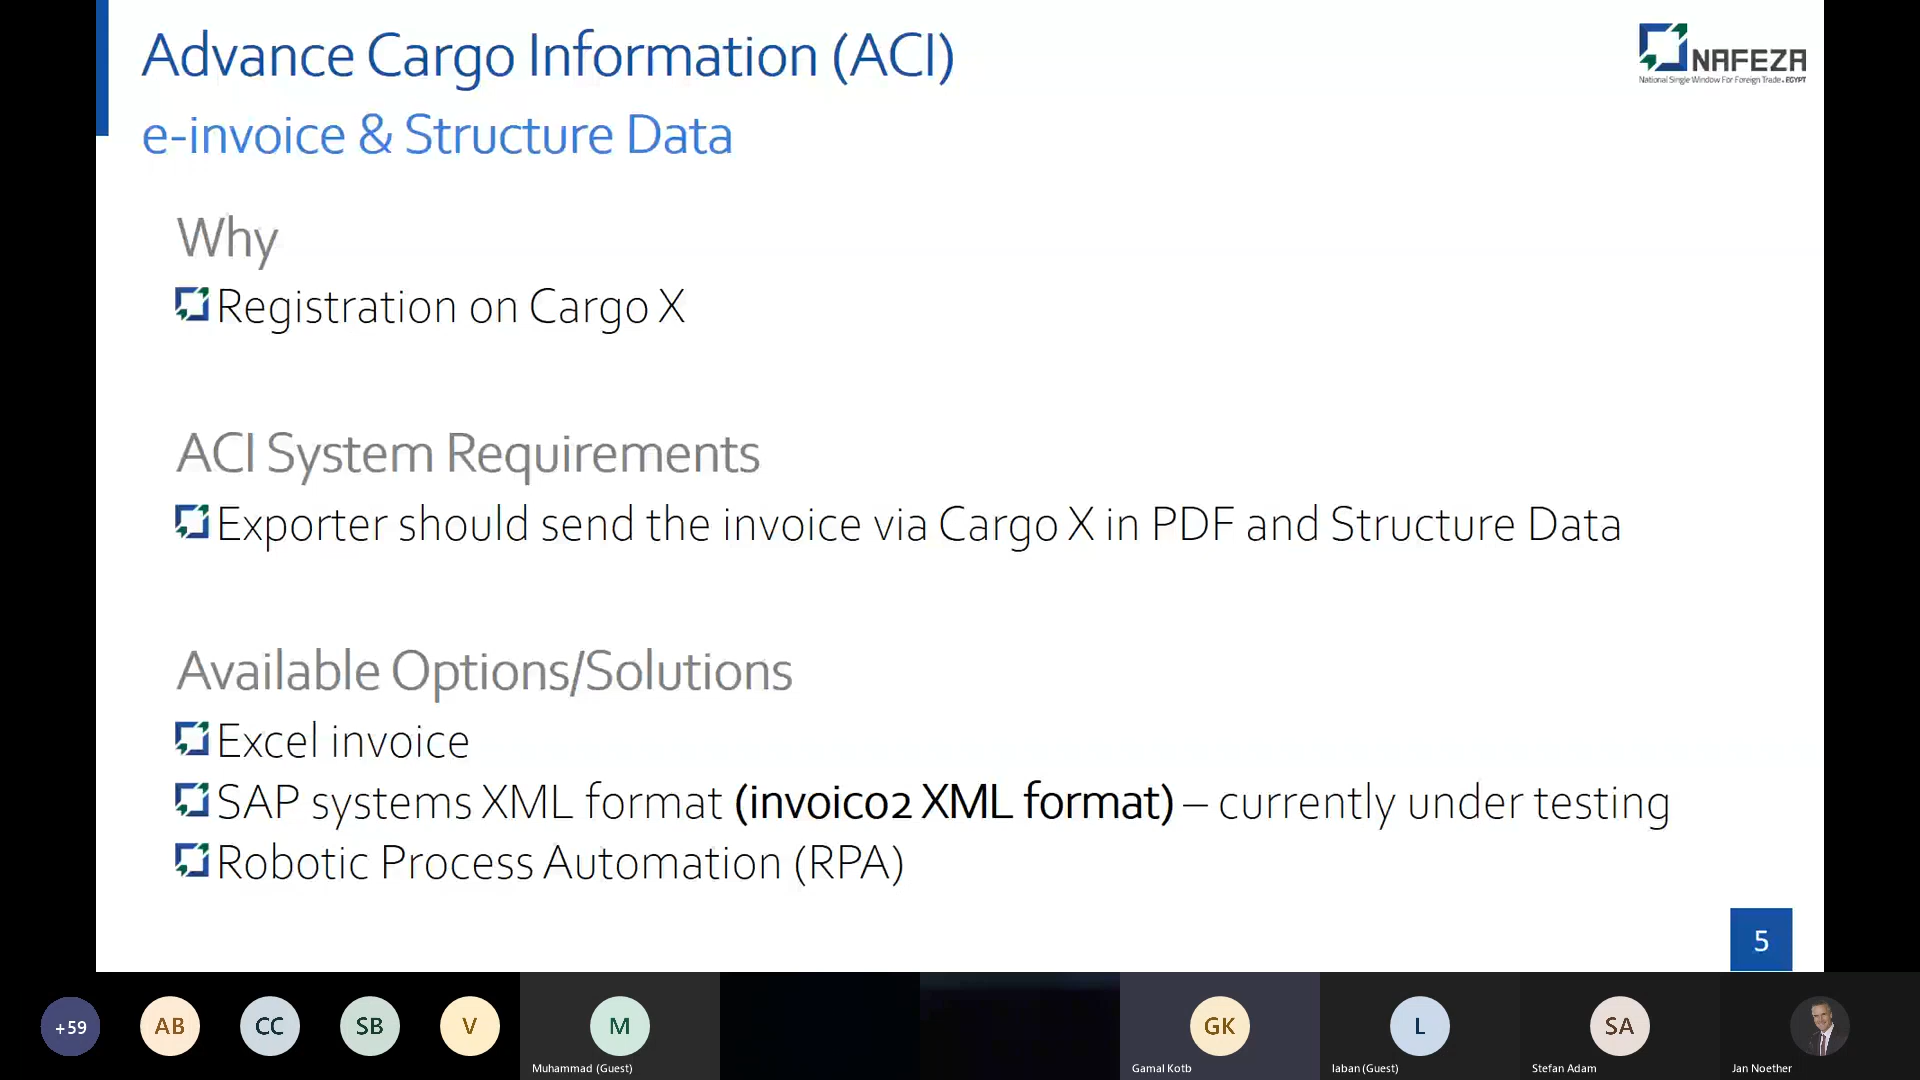 Advance Cargo Information (ACI)
NAFEZA
National Single Window For Foreign Trade. EGYPT
e-invoice & Structure Data
Why
Registration on Cargo X
ACI System Requirements
Exporter should send the invoice via Cargo X in PDF and Structure Data
Available Options/Solutions
Excel invoice
SAP systems XML format (invoic02 XML format) – currently under testing
Robotic Process Automation (RPA)
5
+59
AB
CC
SB
V
M
GK
L
SA
Muhammad (Guest)
Gamal Kotb
laban (Guest)
Stefan Adam
Jan Noether